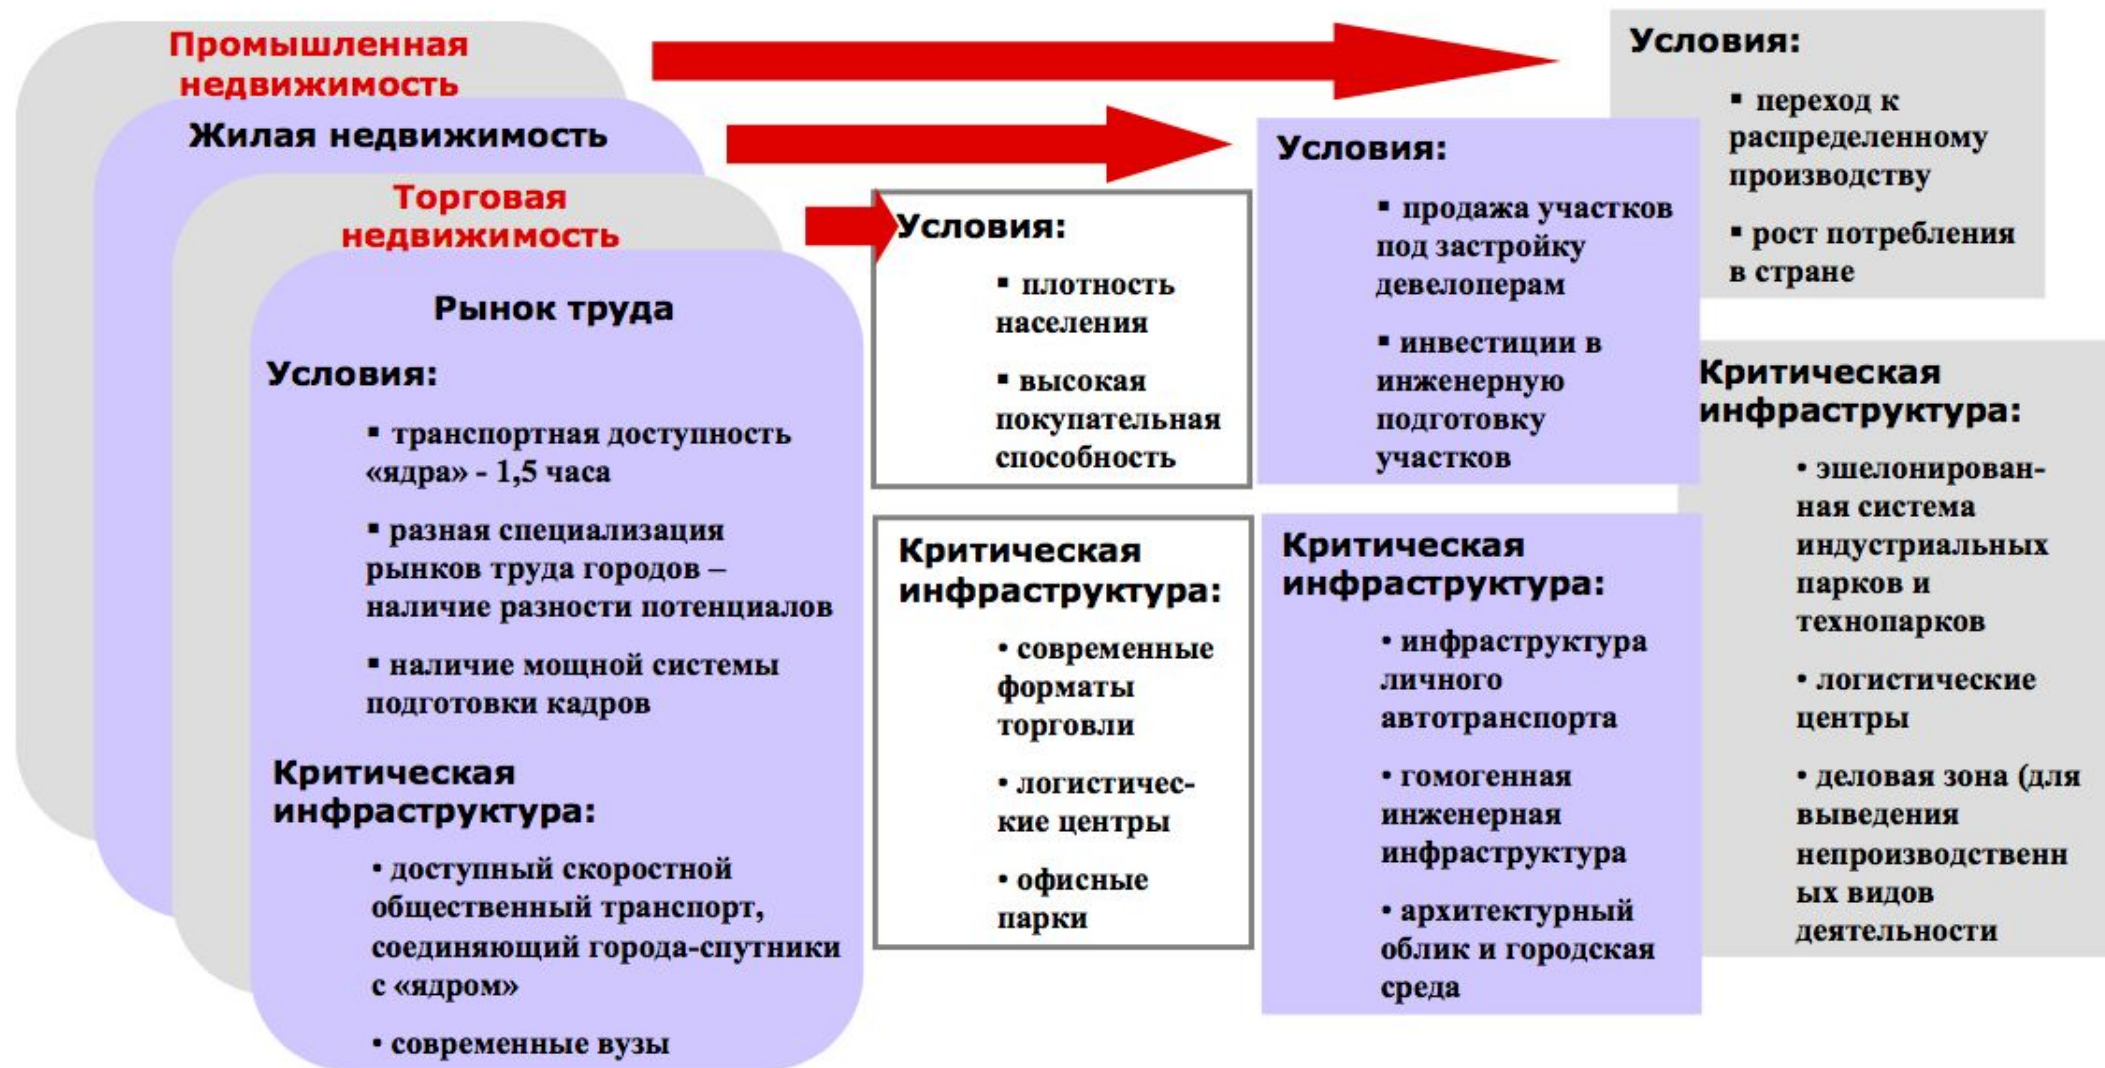 Промышленная
недвижимость
Жилая недвижимость
Торговая
недвижимость
Рынок труда
Условия:
▪ транспортная доступность
«ядра» - 1,5 часа
▪ разная специализация
рынков труда городов –
наличие разности потенциалов
▪ наличие мощной системы
подготовки кадров
Критическая
инфраструктура:
• доступный скоростной
общественный транспорт,
соединяющий города-спутники
с «ядром»
• современные вузы
Условия:
▪ плотность
населения
▪ высокая
покупательная
способность
Критическая
инфраструктура:
• современные
форматы
торговли
• логистичес-
кие центры
• офисные
парки
Условия:
▪ продажа участков
под застройку
девелоперам
▪ инвестиции в
инженерную
подготовку
участков
Критическая
инфраструктура:
• инфраструктура
личного
автотранспорта
• гомогенная
инженерная
инфраструктура
• архитектурный
облик и городская
среда
Условия:
▪ переход к
распределенному
производству
▪ рост потребления
в стране
Критическая
инфраструктура:
• эшелонирован-
ная система
индустриальных
парков и
технопарков
• логистические
центры
• деловая зона (для
выведения
непроизводственн
ых видов
деятельности